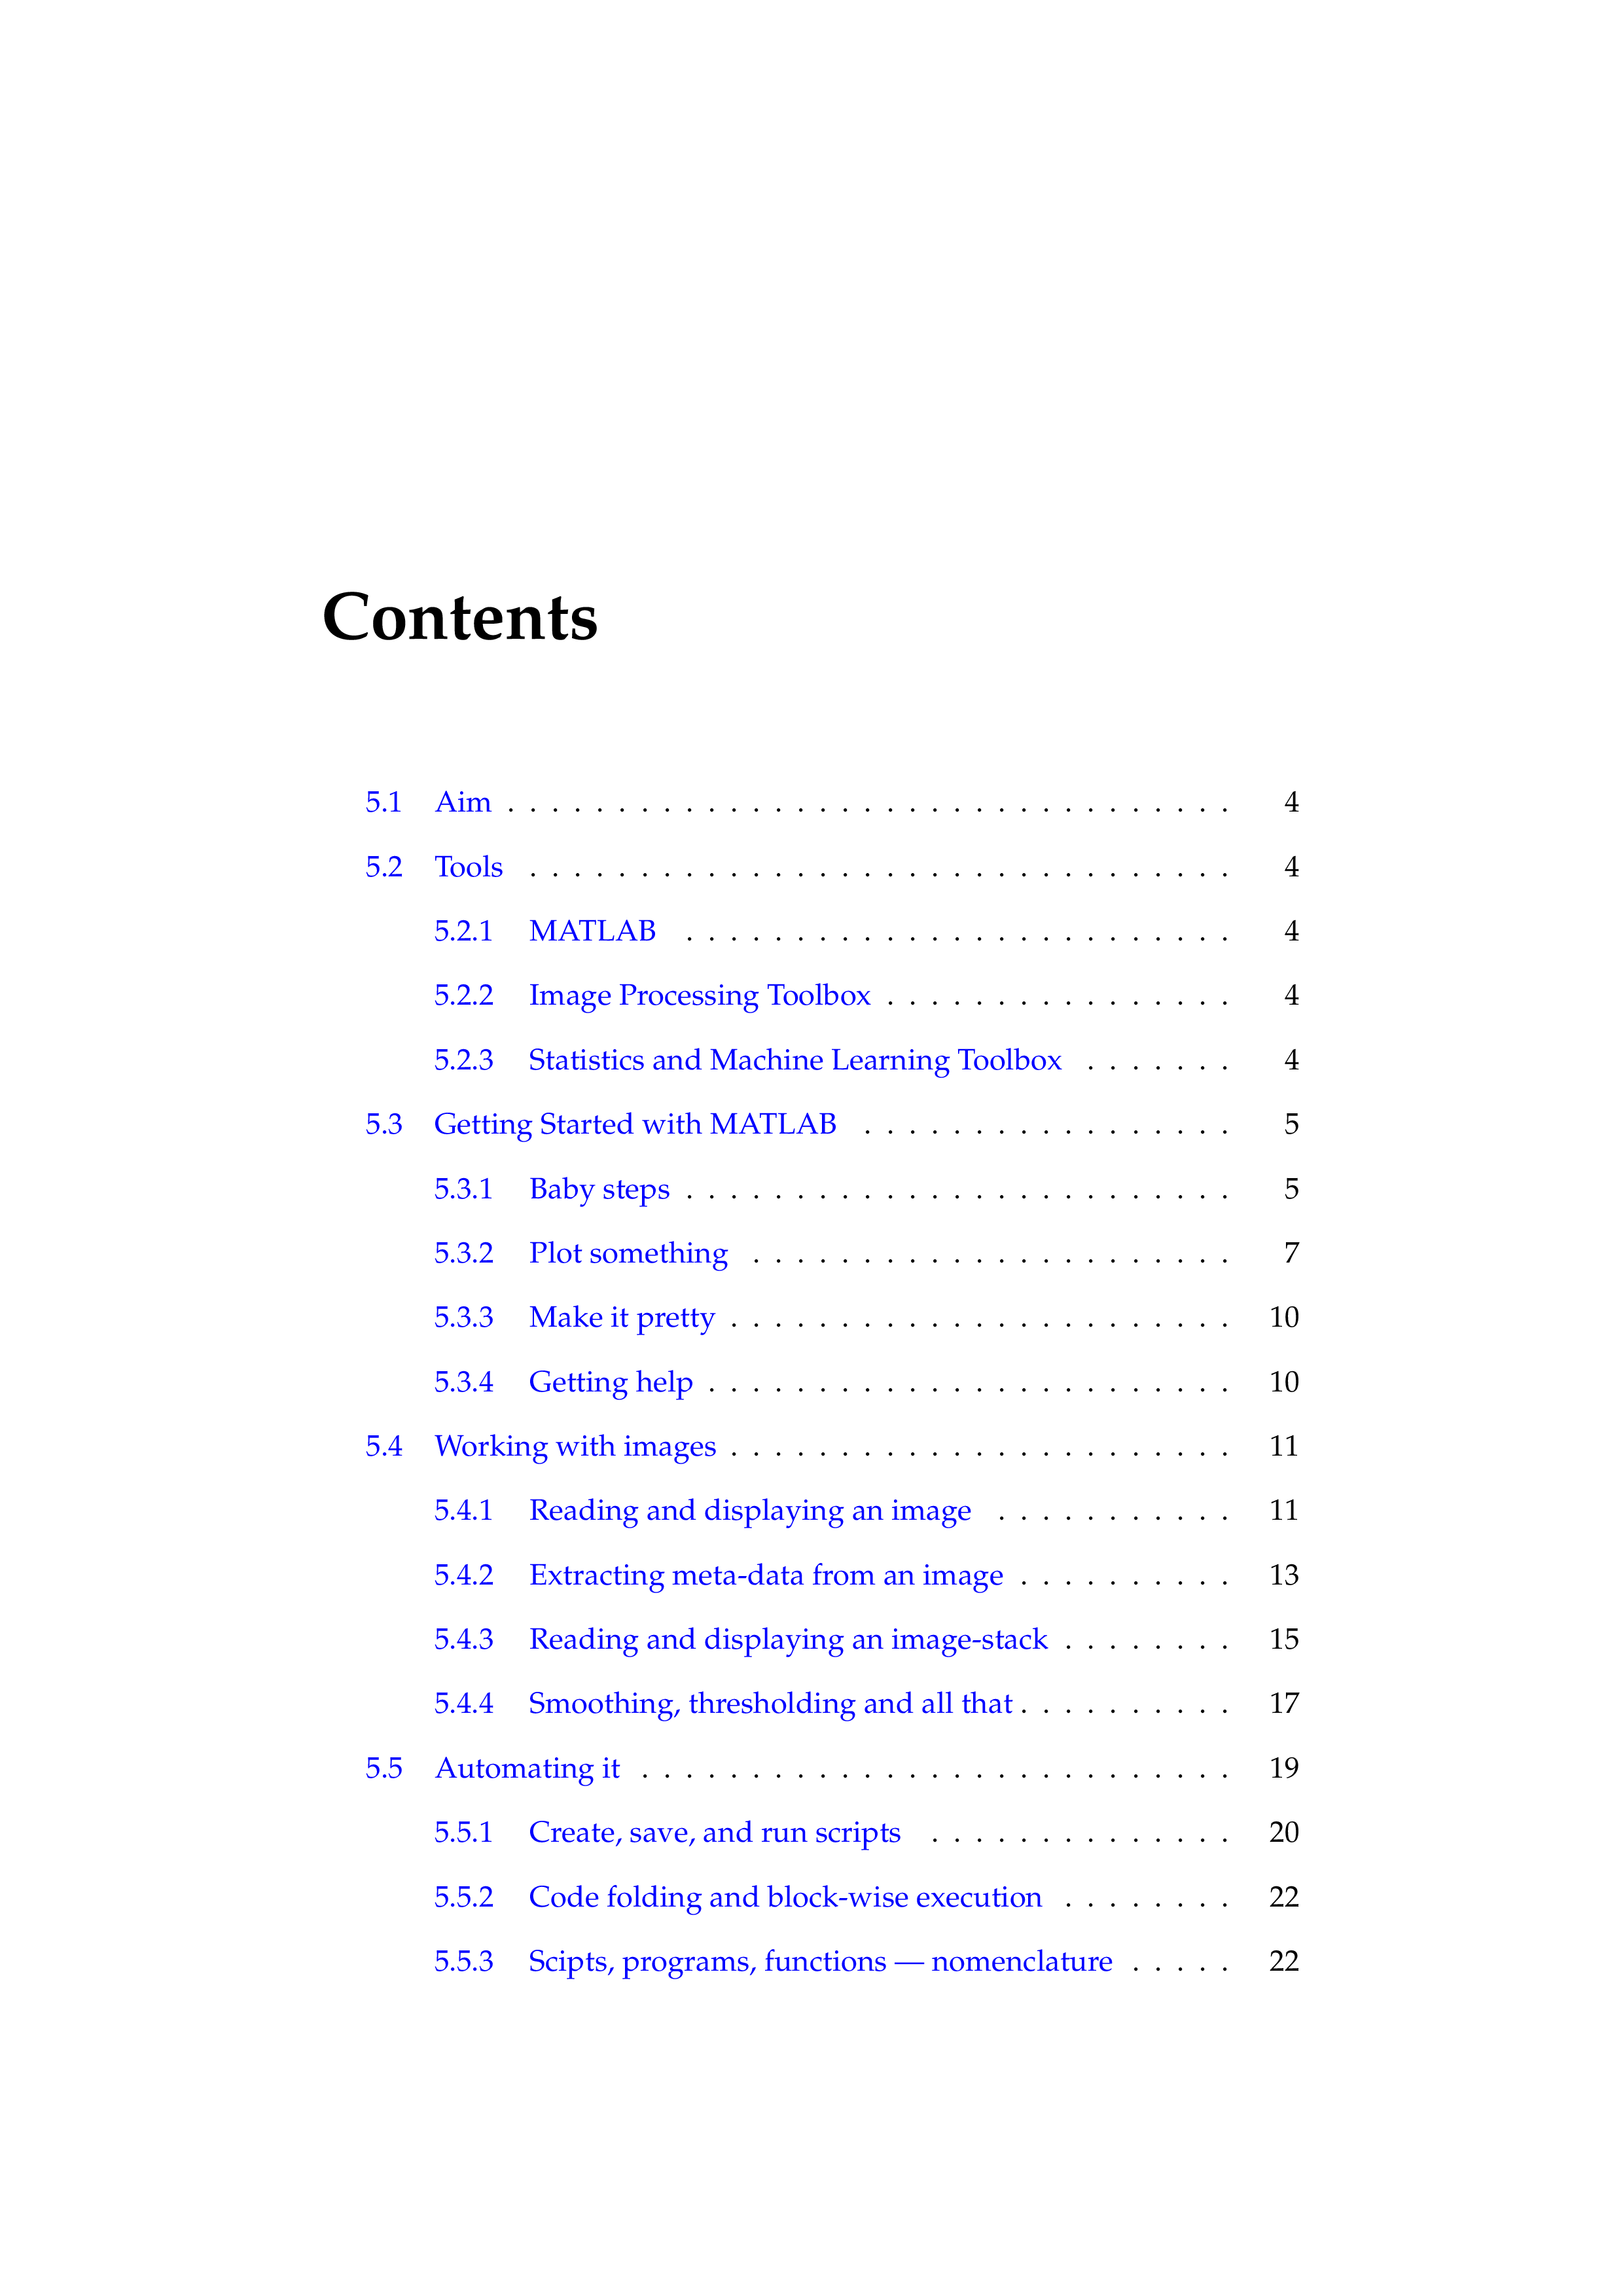 Contents
5.1 Aim . . . . . . . . . . . . . . . . . . . . . . . . . . . . . . . . . 4
5.2 Tools . . . . . . . . . . . . . . . . . . . . . . . . . . . . . . . . 4
5.2.1 MATLAB . . . . . . . . . . . . . . . . . . . . . . . . . 4
5.2.2 Image Processing Toolbox . . . . . . . . . . . . . . . . 4
5.2.3 Statistics and Machine Learning Toolbox . . . . . . . 4
5.3 Getting Started with MATLAB . . . . . . . . . . . . . . . . . 5
5.3.1 Baby steps . . . . . . . . . . . . . . . . . . . . . . . . . 5
5.3.2 Plot something . . . . . . . . . . . . . . . . . . . . . . 7
5.3.3 Make it pretty . . . . . . . . . . . . . . . . . . . . . . . 10
5.3.4 Getting help . . . . . . . . . . . . . . . . . . . . . . . . 10
5.4 Working with images . . . . . . . . . . . . . . . . . . . . . . . 11
5.4.1 Reading and displaying an image . . . . . . . . . . . 11
5.4.2 Extracting meta-data from an image . . . . . . . . . . 13
5.4.3 Reading and displaying an image-stack . . . . . . . . 15
5.4.4 Smoothing, thresholding and all that . . . . . . . . . . 17
5.5 Automating it . . . . . . . . . . . . . . . . . . . . . . . . . . . 19
5.5.1 Create, save, and run scripts . . . . . . . . . . . . . . 20
5.5.2 Code folding and block-wise execution . . . . . . . . 22
5.5.3 Scipts, programs, functions — nomenclature . . . . . 22